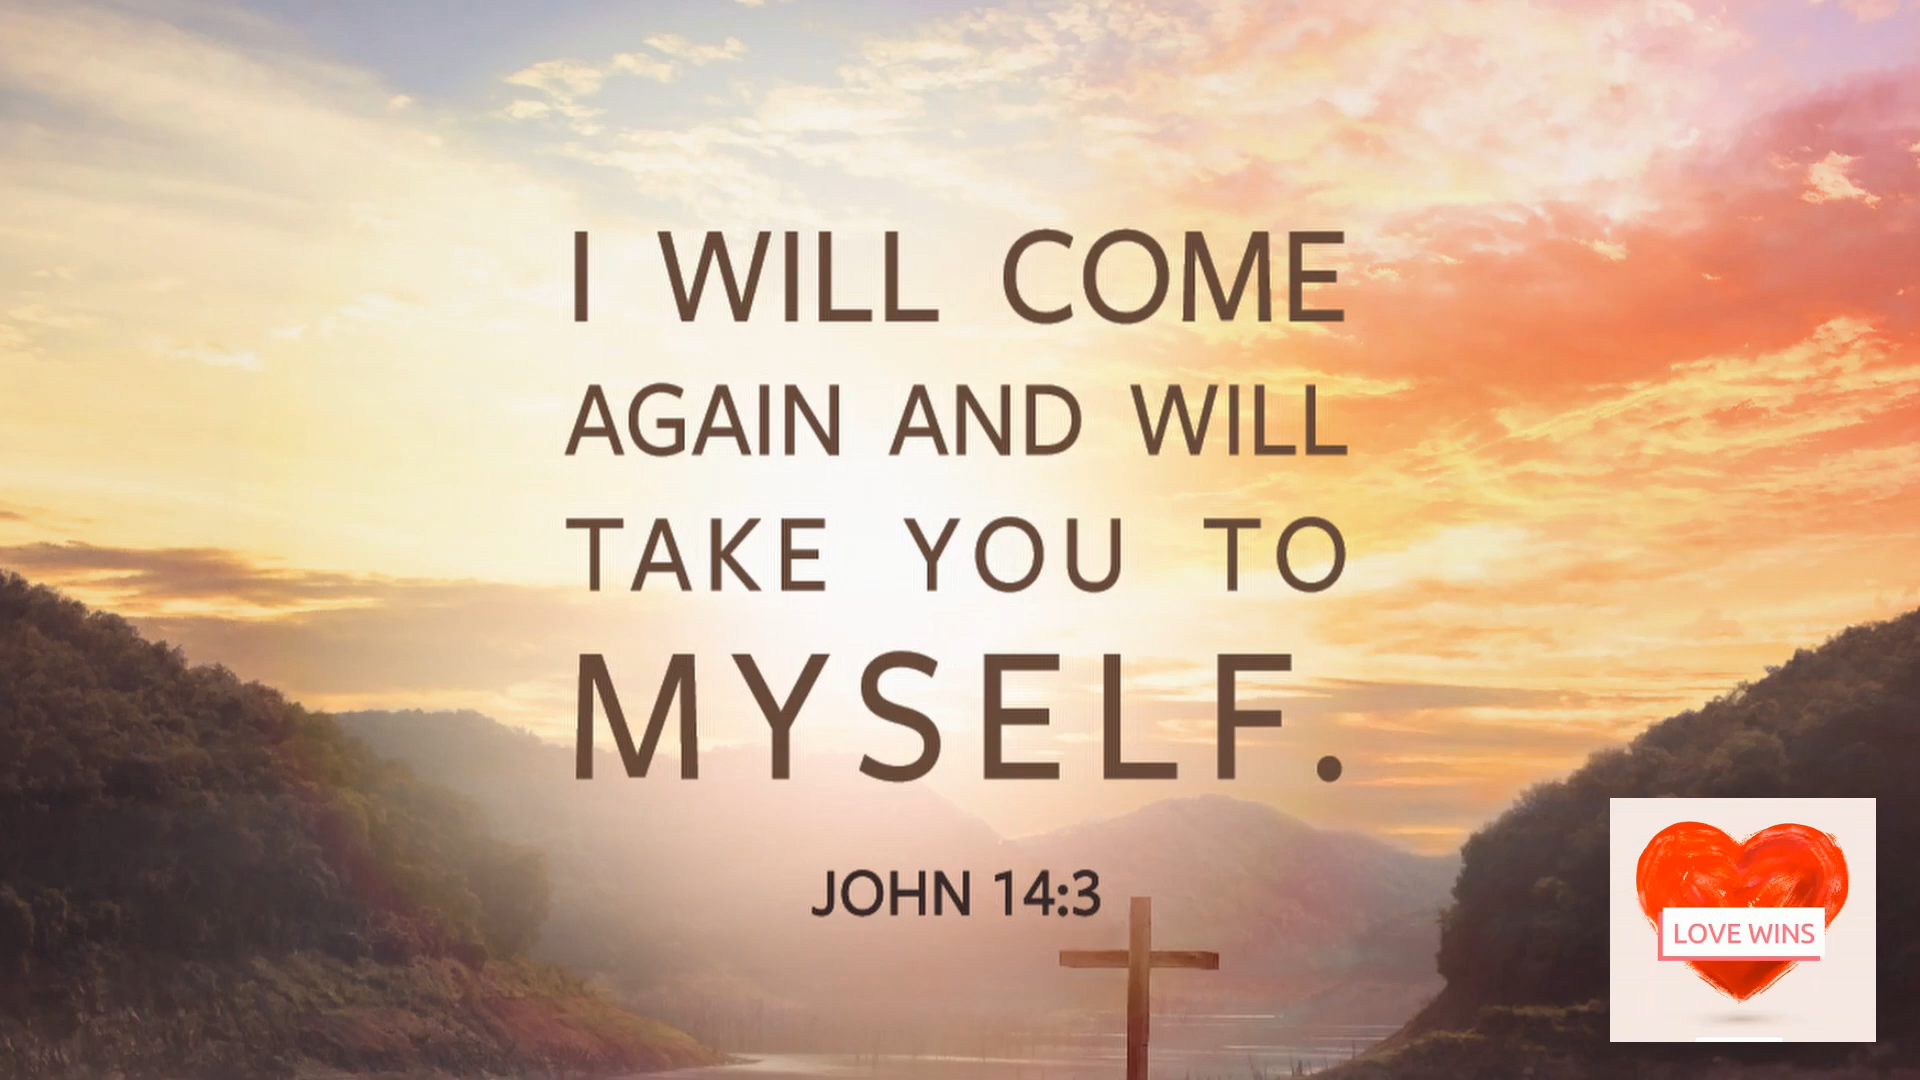 I WILL COME
AGAIN AND WILL
TAKE YOU TO
MYSELF.
JOHN 14:3
LOVE WINS